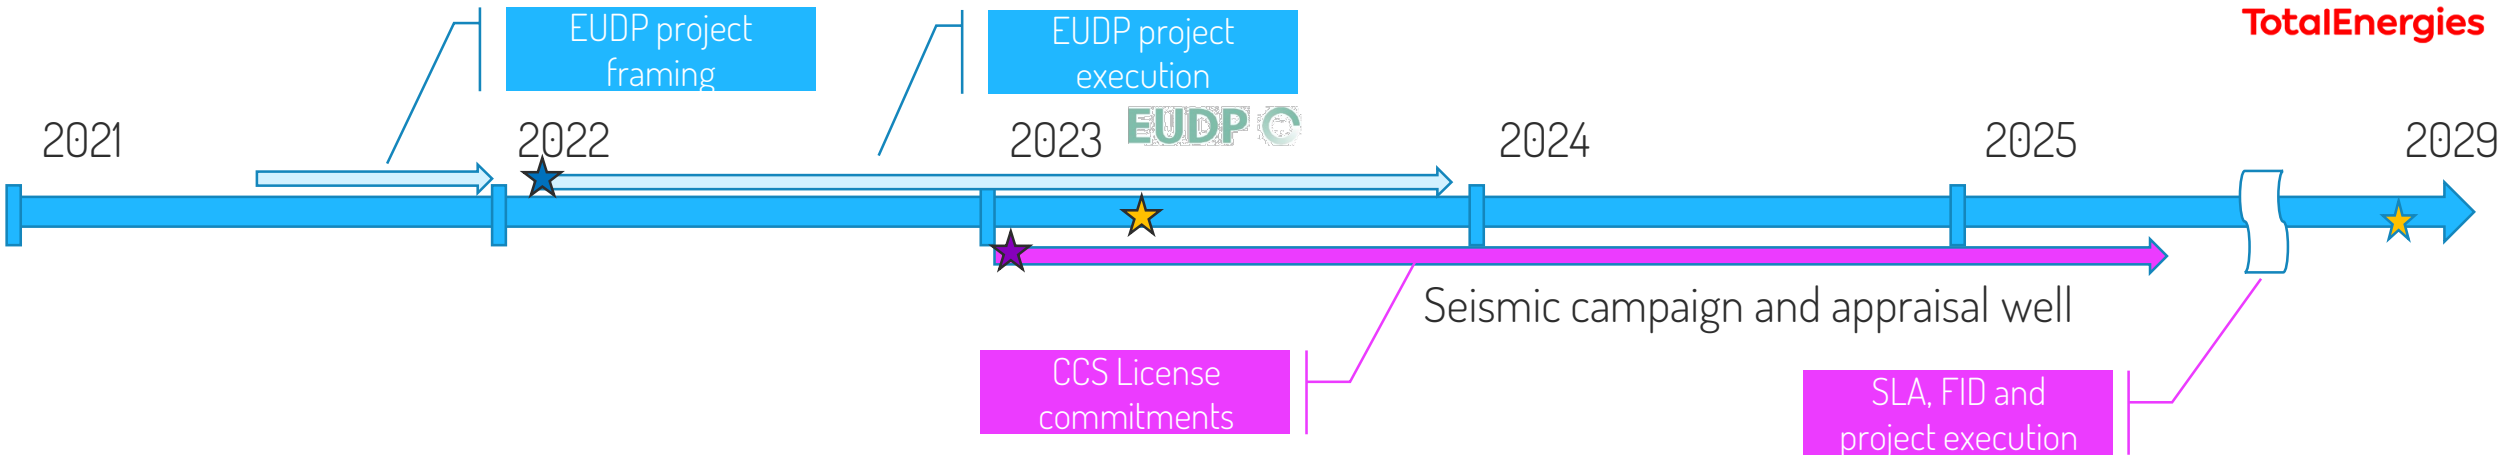 EUDP project
framing
EUDP project
execution
TotalEnergies
2021
2022
2023
EUDP
2024
2025
2029
Seismic campaign and appraisal well
CCS License
commitments
SLA, FID and
project execution